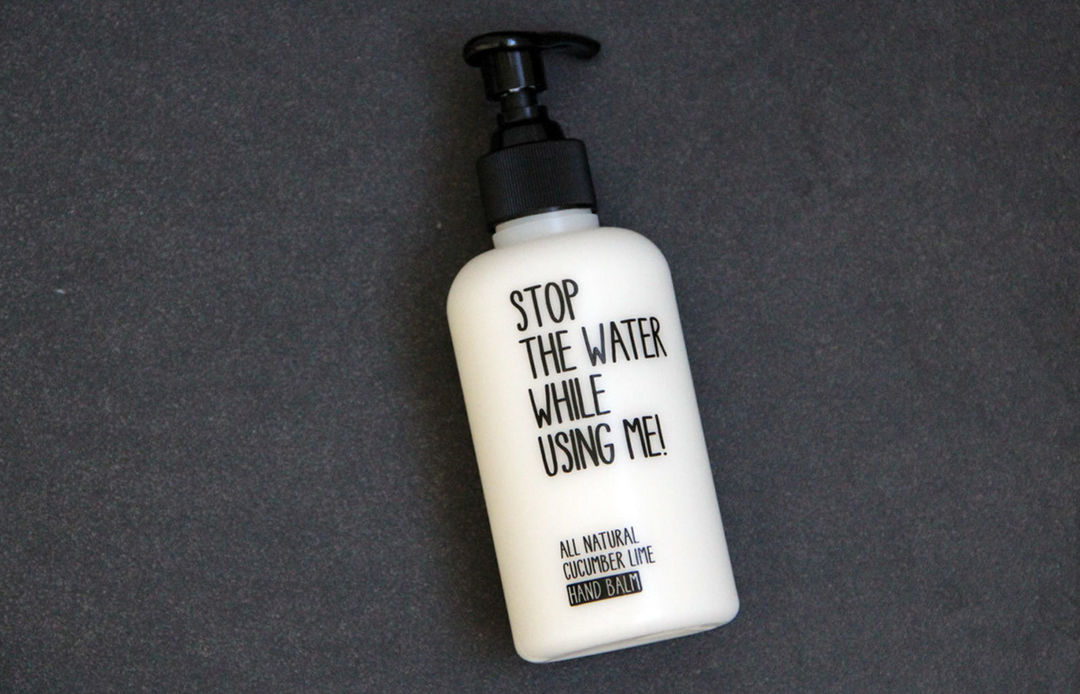 STOP
THE WATER
WHILE
USING ME!
ALL NATURAL
CUCUMBER LIME
HAND BALM